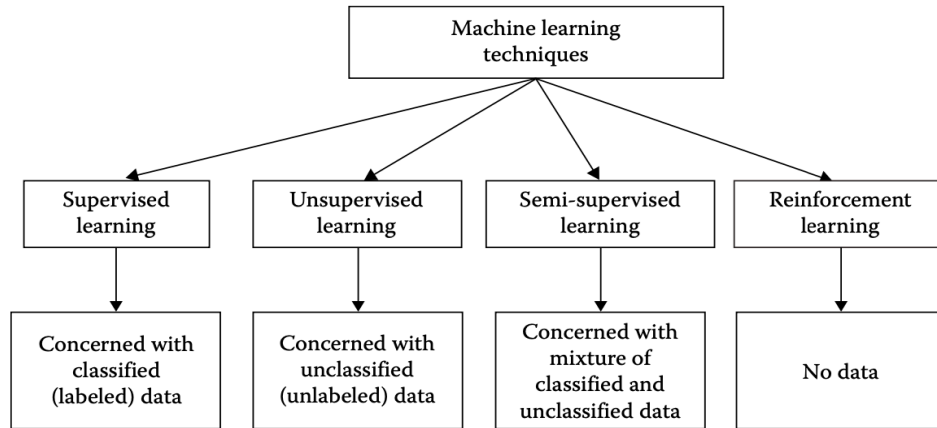 Machine learning
techniques
Supervised
learning
Unsupervised
learning
Semi-supervised
learning
Reinforcement
learning
Concerned with
classified
(labeled) data
Concerned with
unclassified
(unlabeled) data
Concerned with
mixture of
classified and
unclassified data
No data